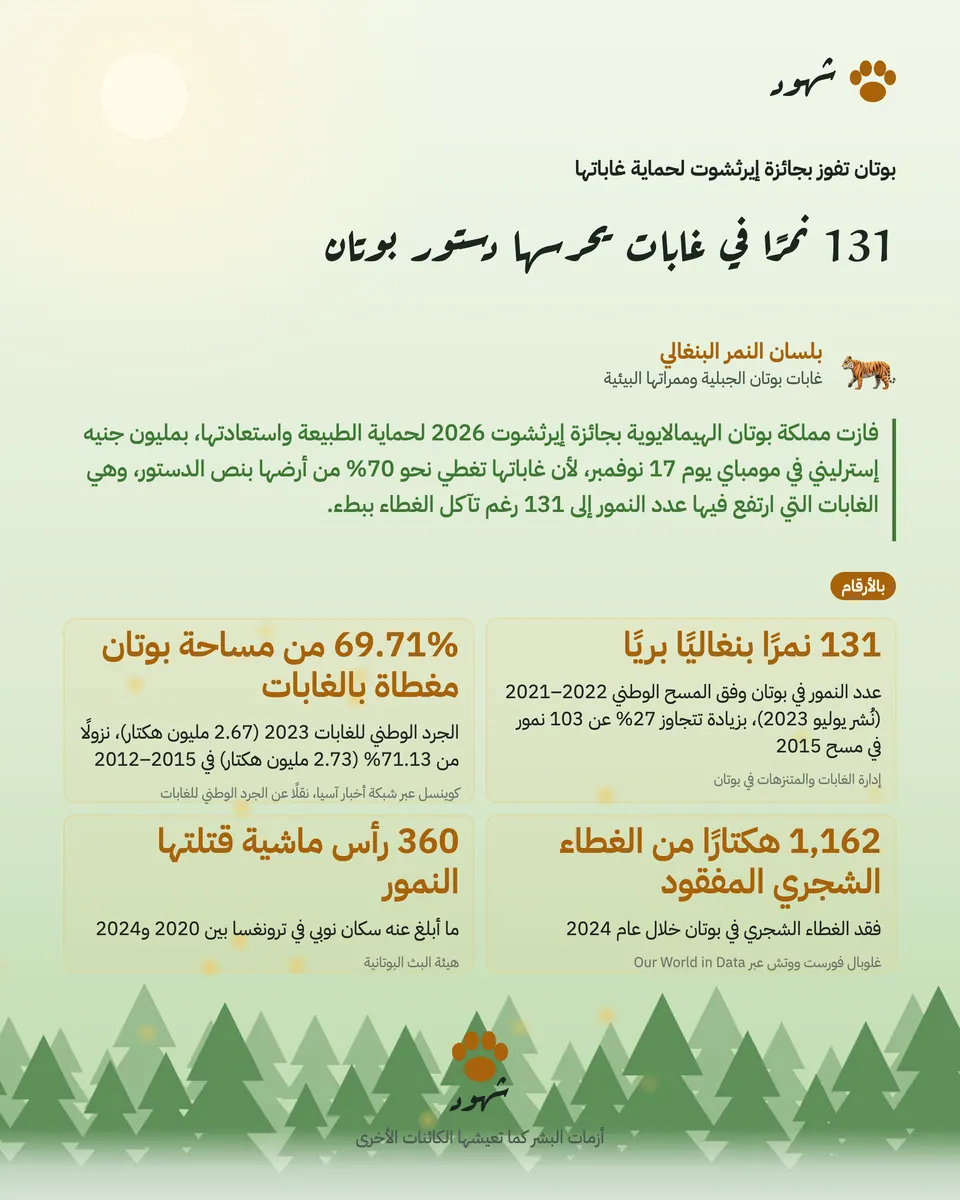 شهود
بوتان تفوز بجائزة إيرثشوت لحماية غاباتها
131 نمرًا في غابات يحرسها دستور بوتان
بلسان النمر البنغالي
غابات بوتان الجبلية وممراتها البيئية
فازت مملكة بوتان الهيمالايوية بجائزة إيرثشوت 2026 لحماية الطبيعة واستعادتها، بمليون جنيه
إسترليني في مومباي يوم 17 نوفمبر، لأن غاباتها تغطي نحو 70% من أرضها بنص الدستور، وهي
الغابات التي ارتفع فيها عدد النمور إلى 131 رغم تآكل الغطاء ببطء.
بالأرقام
131 نمرًا بنغاليًا بريًا
عدد النمور في بوتان وفق المسح الوطني 2022–2021
(نُشر يوليو 2023)، بزيادة تتجاوز 27% عن 103 نمور
في مسح 2015
إدارة الغابات والمتنزهات في بوتان
69.71% من مساحة بوتان
مغطاة بالغابات
الجرد الوطني للغابات 2023 (2.67 مليون هكتار)، نزولًا
من 71.13% (2.73 مليون هكتار) في 2015–2012
كوينسل عبر شبكة أخبار آسيا، نقلًا عن الجرد الوطني للغابات
1,162 هكتارًا من الغطاء
الشجري المفقود
فقد الغطاء الشجري في بوتان خلال عام 2024
غلوبال فورست ووتش عبر Our World in Data
360 رأس ماشية قتلتها
النمور
ما أبلغ عنه سكان نوبي في ترونغسا بين 2020 و2024
هيئة البث البوتانية
شهود
أزمات البشر كما تعيشها الكائنات الأخرى